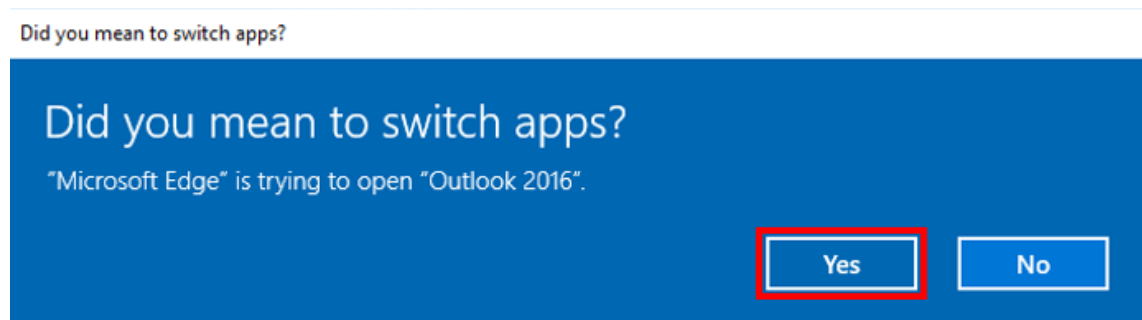 Did you mean to switch apps?
Did you mean to switch apps?
"Microsoft Edge" is trying to open "Outlook 2016".
Yes No